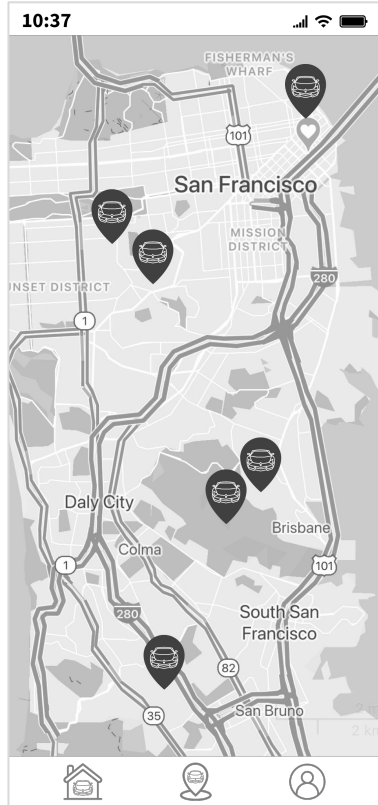 10:37
FISHERMAN'S
WHARF
101
San Francisco
MISSION
DISTRICT
280
UNSET DISTRICT
1
Daly City
Brisbane
Colma
1
101
280
South San
Francisco
82
35
San Bruno
2 km